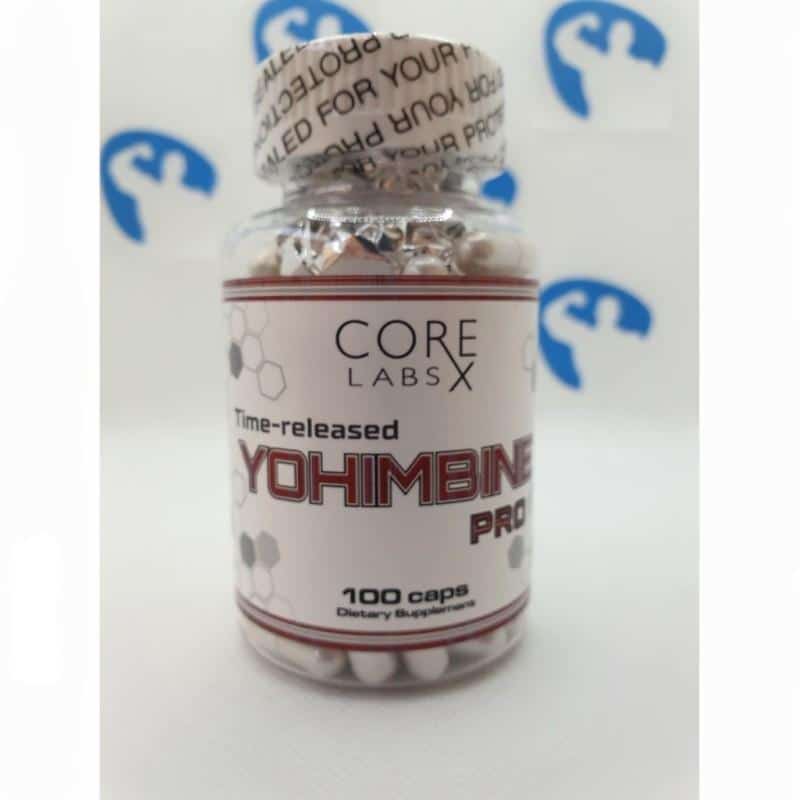 SEALED FOR YOUR PROTECTION
CORE
LABS X
Time-released
YOHIMBINE
PRO
100 caps
Dietary Supplement